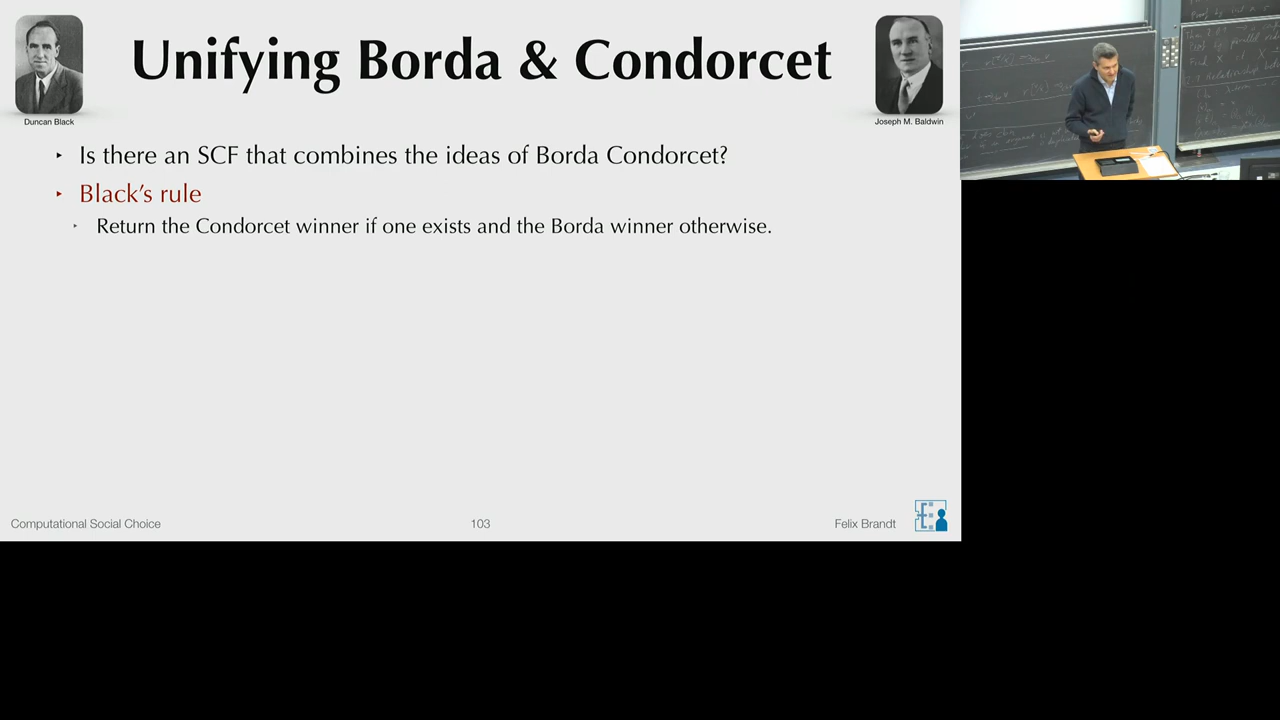 Unifying Borda & Condorcet
Duncan Black
Joseph M. Baldwin
‣ Is there an SCF that combines the ideas of Borda Condorcet?
‣ Black's rule
‣ Return the Condorcet winner if one exists and the Borda winner otherwise.
Computational Social Choice
103
Felix Brandt